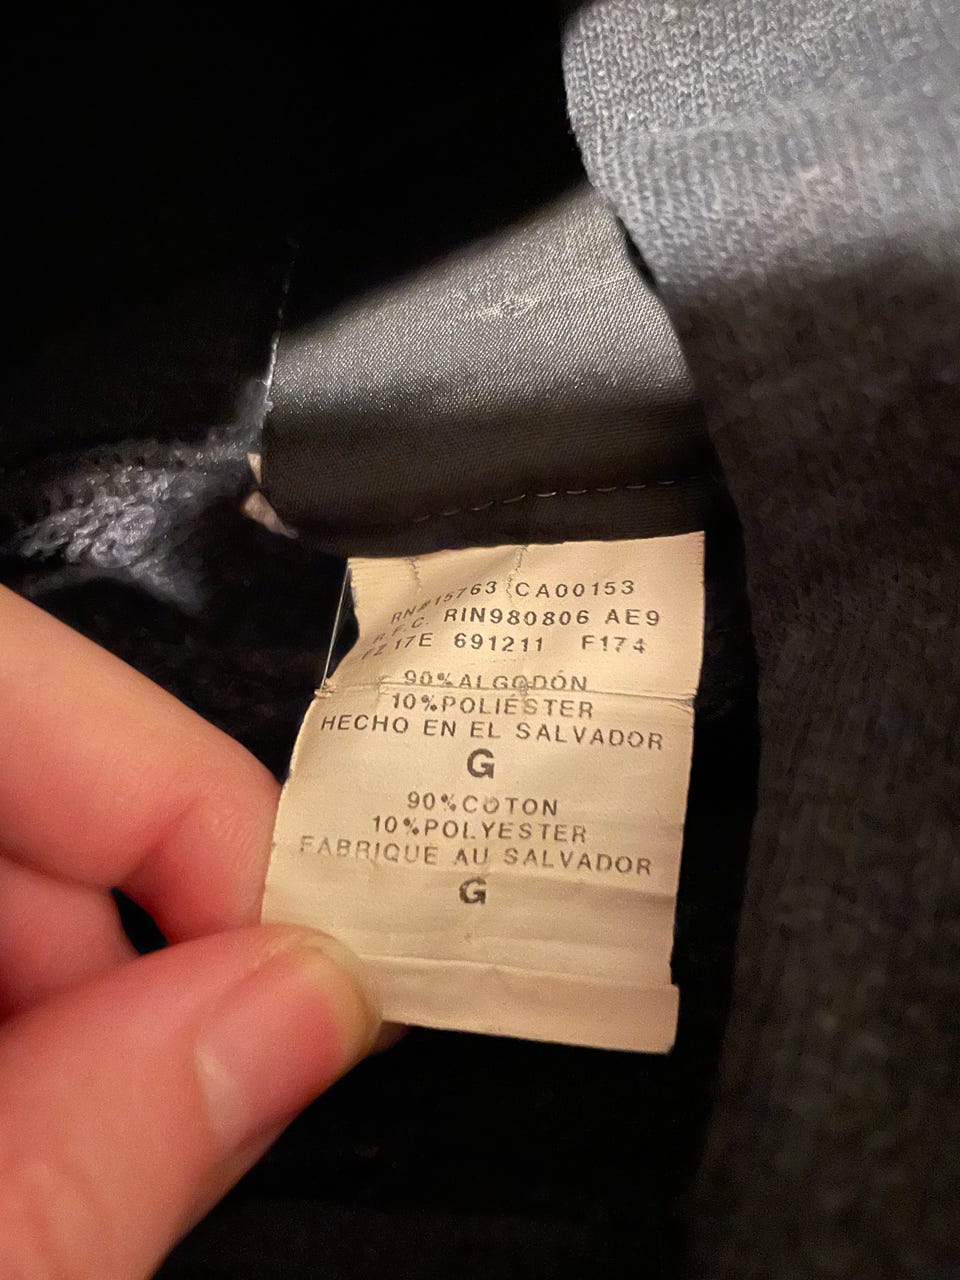 RN#15763 CA00153
R.F.C. RIN980806 AE9
FZ17E 691211 F174
90%ALGODÓN
10%POLIÉSTER
HECHO EN EL SALVADOR
G
90%COTON
10%POLYESTER
FABRIQUE AU SALVADOR
G